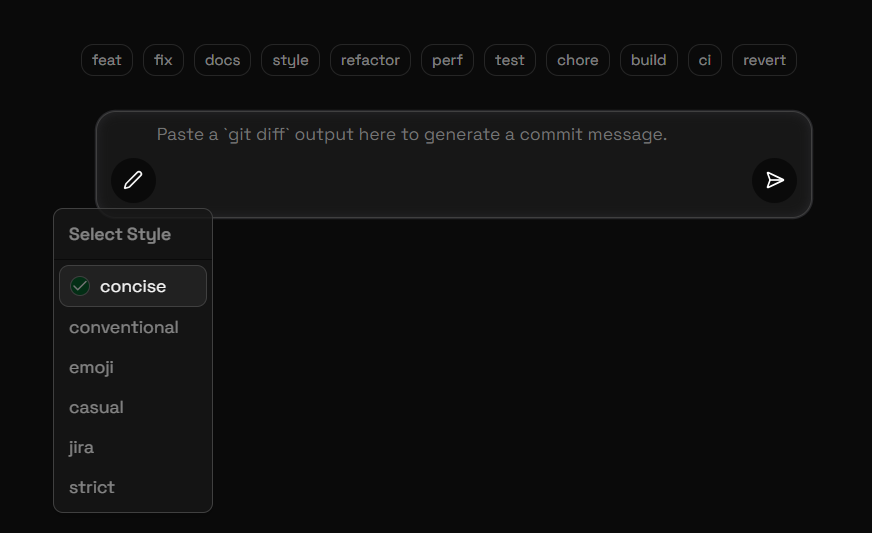 feat fix docs style refactor perf test chore build ci revert
Paste a `git diff` output here to generate a commit message.
Select Style
concise
conventional
emoji
casual
jira
strict